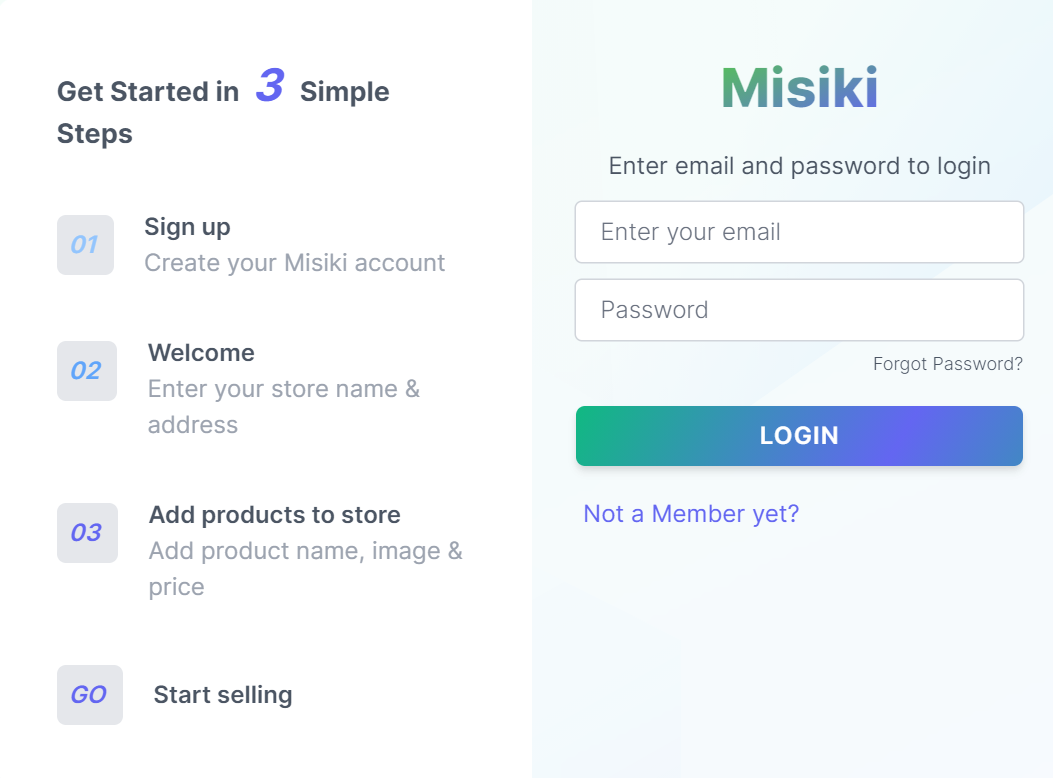 Get Started in 3 Simple
Steps
01
Sign up
Create your Misiki account
02
Welcome
Enter your store name &
address
03
Add products to store
Add product name, image &
price
GO
Start selling
Misiki
Enter email and password to login
Enter your email
Password
Forgot Password?
LOGIN
Not a Member yet?